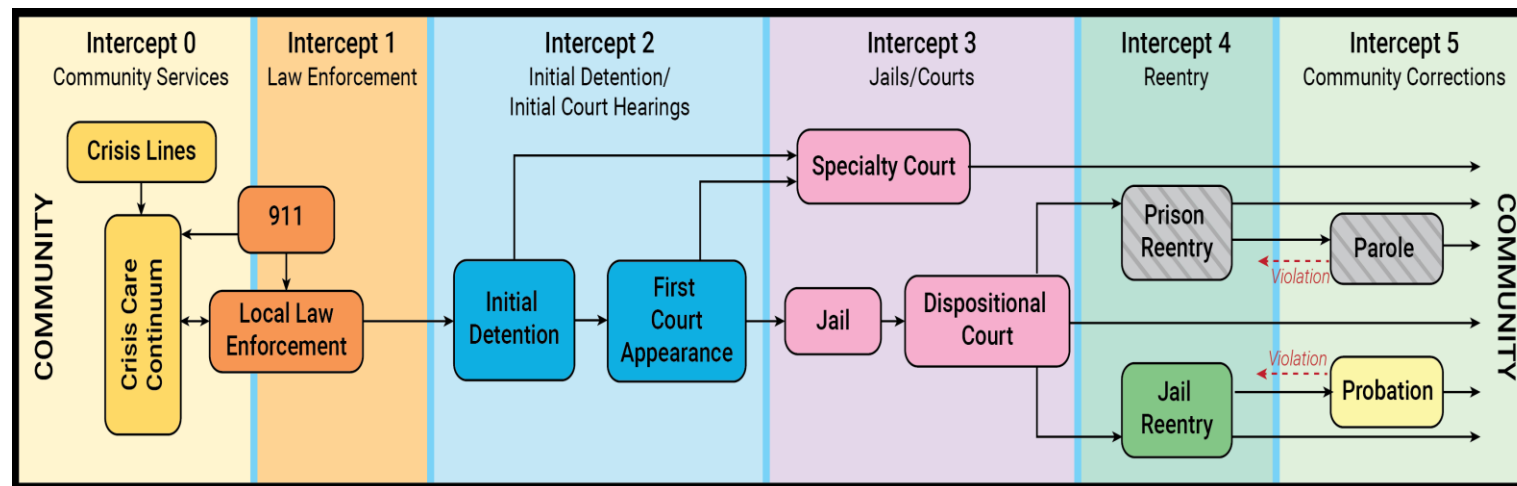 Intercept 0
Community Services
Intercept 1
Law Enforcement
Intercept 2
Initial Detention/
Initial Court Hearings
Intercept 3
Jails/Courts
Intercept 4
Reentry
Intercept 5
Community Corrections
COMMUNITY
Crisis Lines
Crisis Care
Continuum
911
Local Law
Enforcement
Initial
Detention
First
Court
Appearance
Specialty Court
Jail
Dispositional
Court
Prison
Reentry
Parole
Violation
Jail
Reentry
Violation
Probation
COMMUNITY